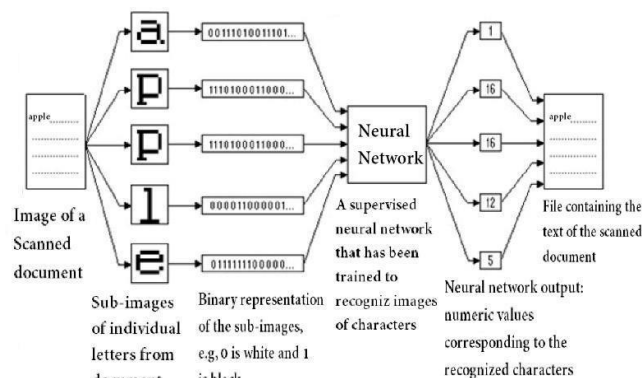 a
00111010011101...
1
p
1110100011000...
16
apple
Neural
Network
apple
p
1110100011000...
16
l
000011000001...
12
e
0111111100000...
5
Image of a
Scanned
document
Sub-images
of individual
letters from
Binary representation
of the sub-images,
e.g, 0 is white and 1
A supervised
neural network
that has been
trained to
recogniz images
of characters
Neural network output:
numeric values
corresponding to the
recognized characters
File containing the
text of the scanned
document